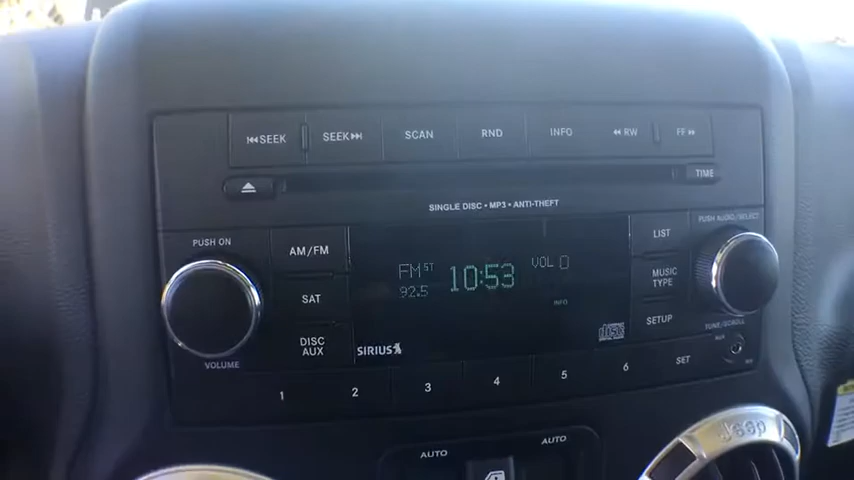 SEEK SEEK SCAN RND INFO RW FF
TIME
SINGLE DISC • MP3 • ANTI-THEFT
PUSH ON
AM/FM
SAT
DISC
AUX
VOLUME
FM ST
92.5
10:53
VOL 0
INFO
SIRIUS
disc
LIST
MUSIC
TYPE
SETUP
PUSH AUDIO/SELECT
TUNE/SCROLL
AUX
1 2 3 4 5 6 SET
AUTO AUTO
Jeep